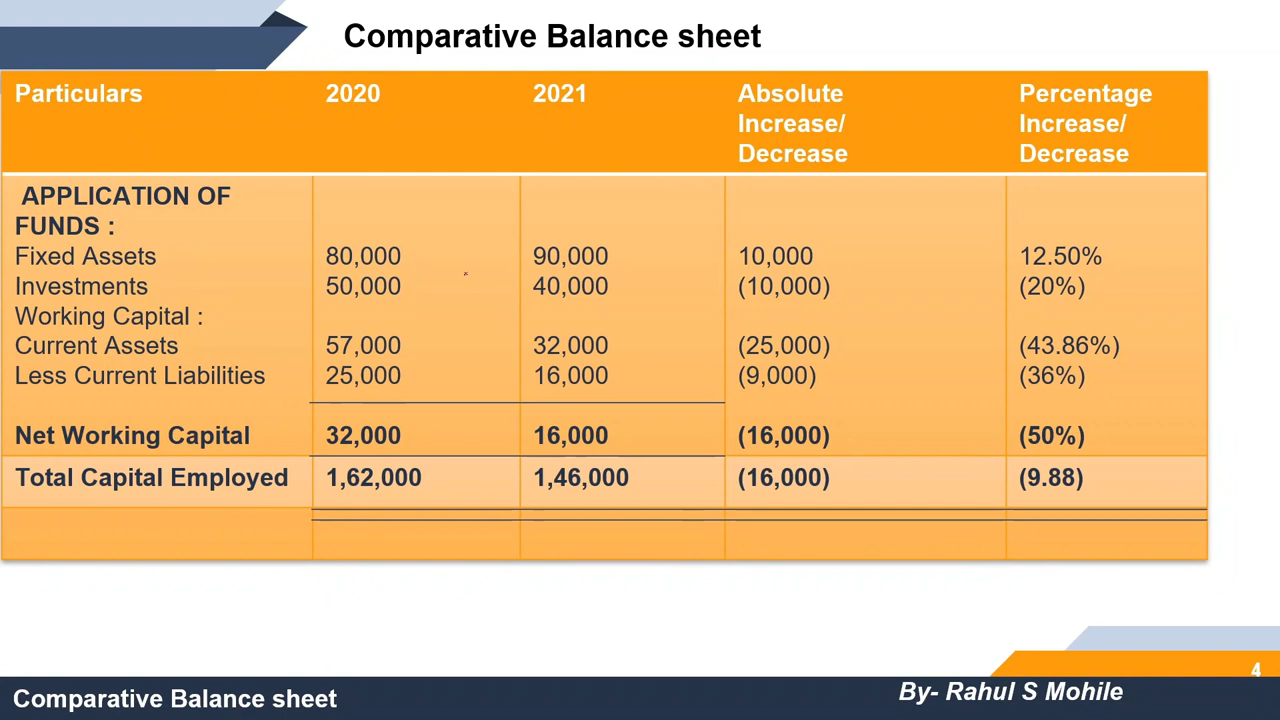 Comparative Balance sheet
Particulars 2020 2021 Absolute Increase/ Decrease Percentage Increase/ Decrease
APPLICATION OF
FUNDS :
Fixed Assets 80,000 90,000 10,000 12.50%
Investments 50,000 40,000 (10,000) (20%)
Working Capital :
Current Assets 57,000 32,000 (25,000) (43.86%)
Less Current Liabilities 25,000 16,000 (9,000) (36%)
Net Working Capital 32,000 16,000 (16,000) (50%)
Total Capital Employed 1,62,000 1,46,000 (16,000) (9.88)
4
Comparative Balance sheet
By- Rahul S Mohile